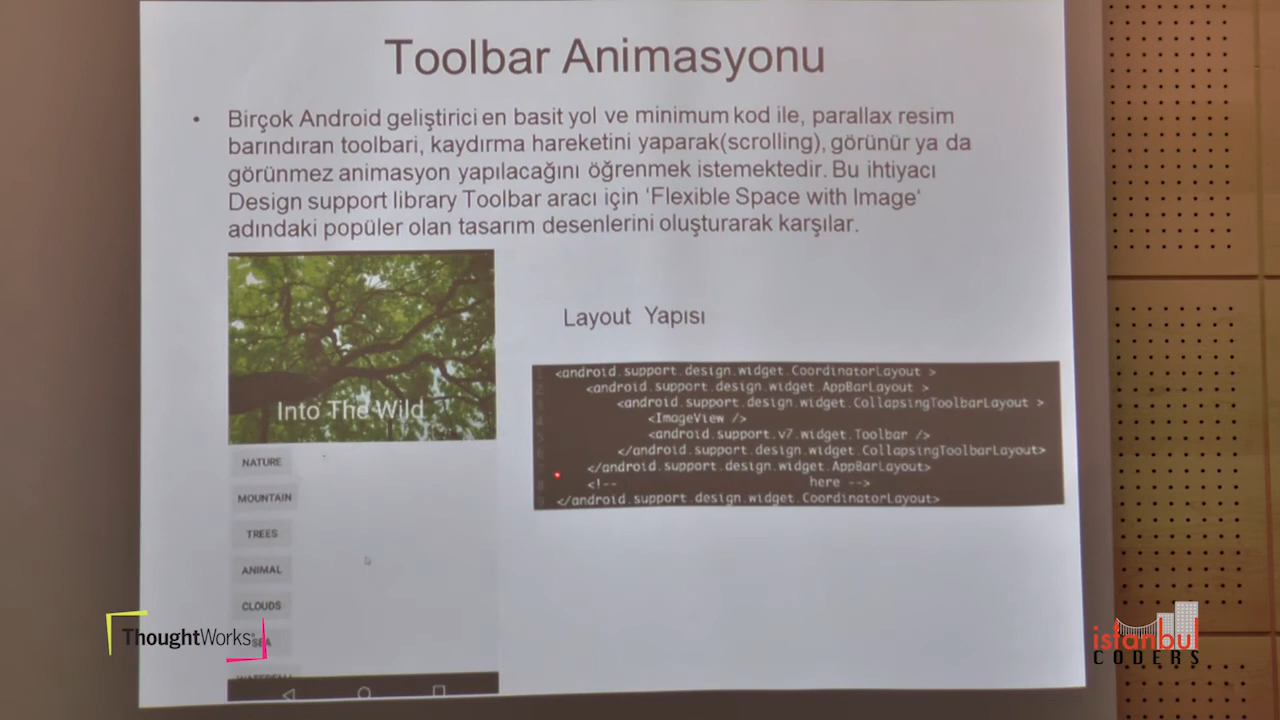 Toolbar Animasyonu
• Birçok Android geliştirici en basit yol ve minimum kod ile, parallax resim
barındıran toolbari, kaydırma hareketini yaparak(scrolling), görünür ya da
görünmez animasyon yapılacağını öğrenmek istemektedir. Bu ihtiyacı
Design support library Toolbar aracı için ‘Flexible Space with Image‘
adındaki popüler olan tasarım desenlerini oluşturarak karşılar.
Into The Wild
NATURE
MOUNTAIN
TREES
ANIMAL
CLOUDS
SEA
Layout Yapısı
<android.support.design.widget.CoordinatorLayout >
<android.support.design.widget.AppBarLayout >
<android.support.design.widget.CollapsingToolbarLayout >
<ImageView />
<android.support.v7.widget.Toolbar />
</android.support.design.widget.CollapsingToolbarLayout>
</android.support.design.widget.AppBarLayout>
<!-- here -->
</android.support.design.widget.CoordinatorLayout>
ThoughtWorks
istanbul
CODERS